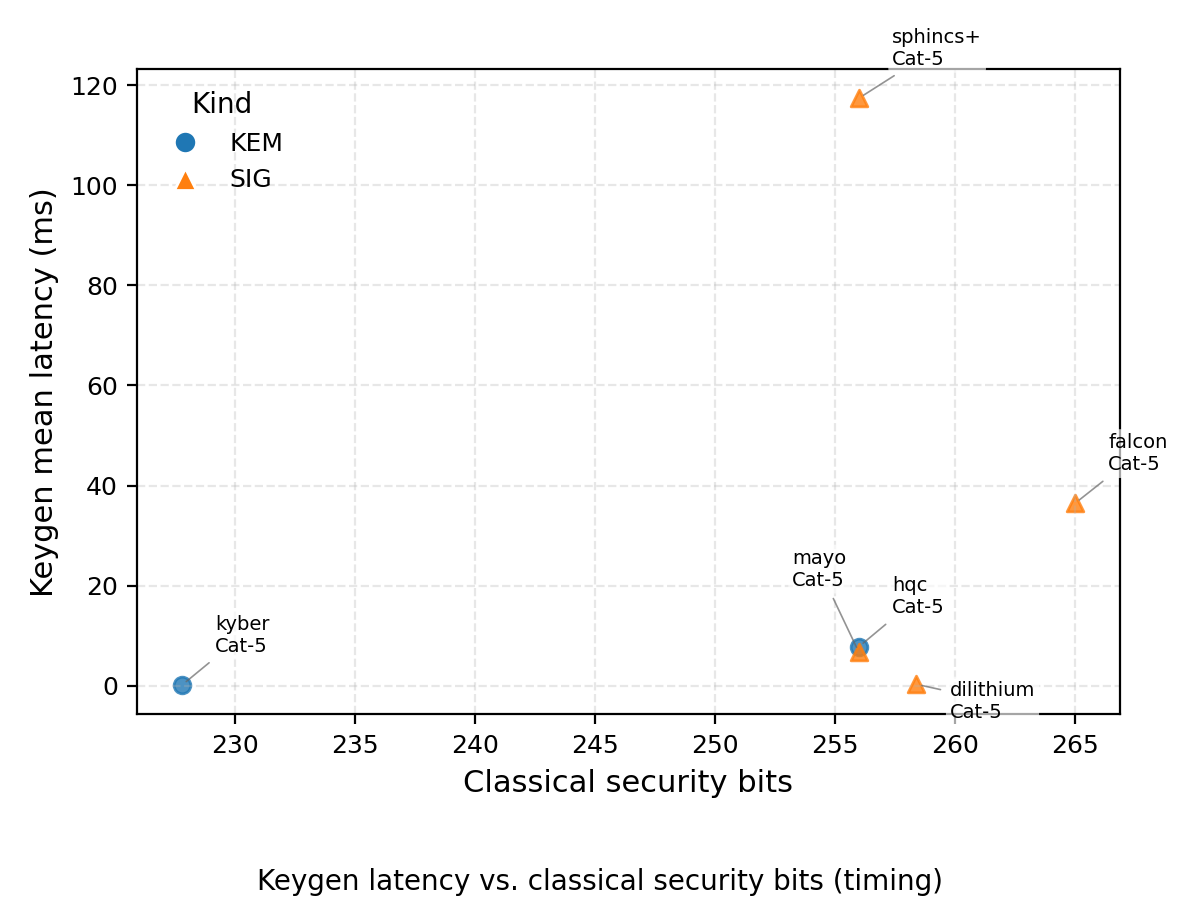 sphincs+
Cat-5
120
100
80
60
40
20
0
Keygen mean latency (ms)
Kind
KEM
SIG
falcon
Cat-5
mayo
Cat-5
hqc
Cat-5
kyber
Cat-5
dilithium
Cat-5
230 235 240 245 250 255 260 265
Classical security bits
Keygen latency vs. classical security bits (timing)